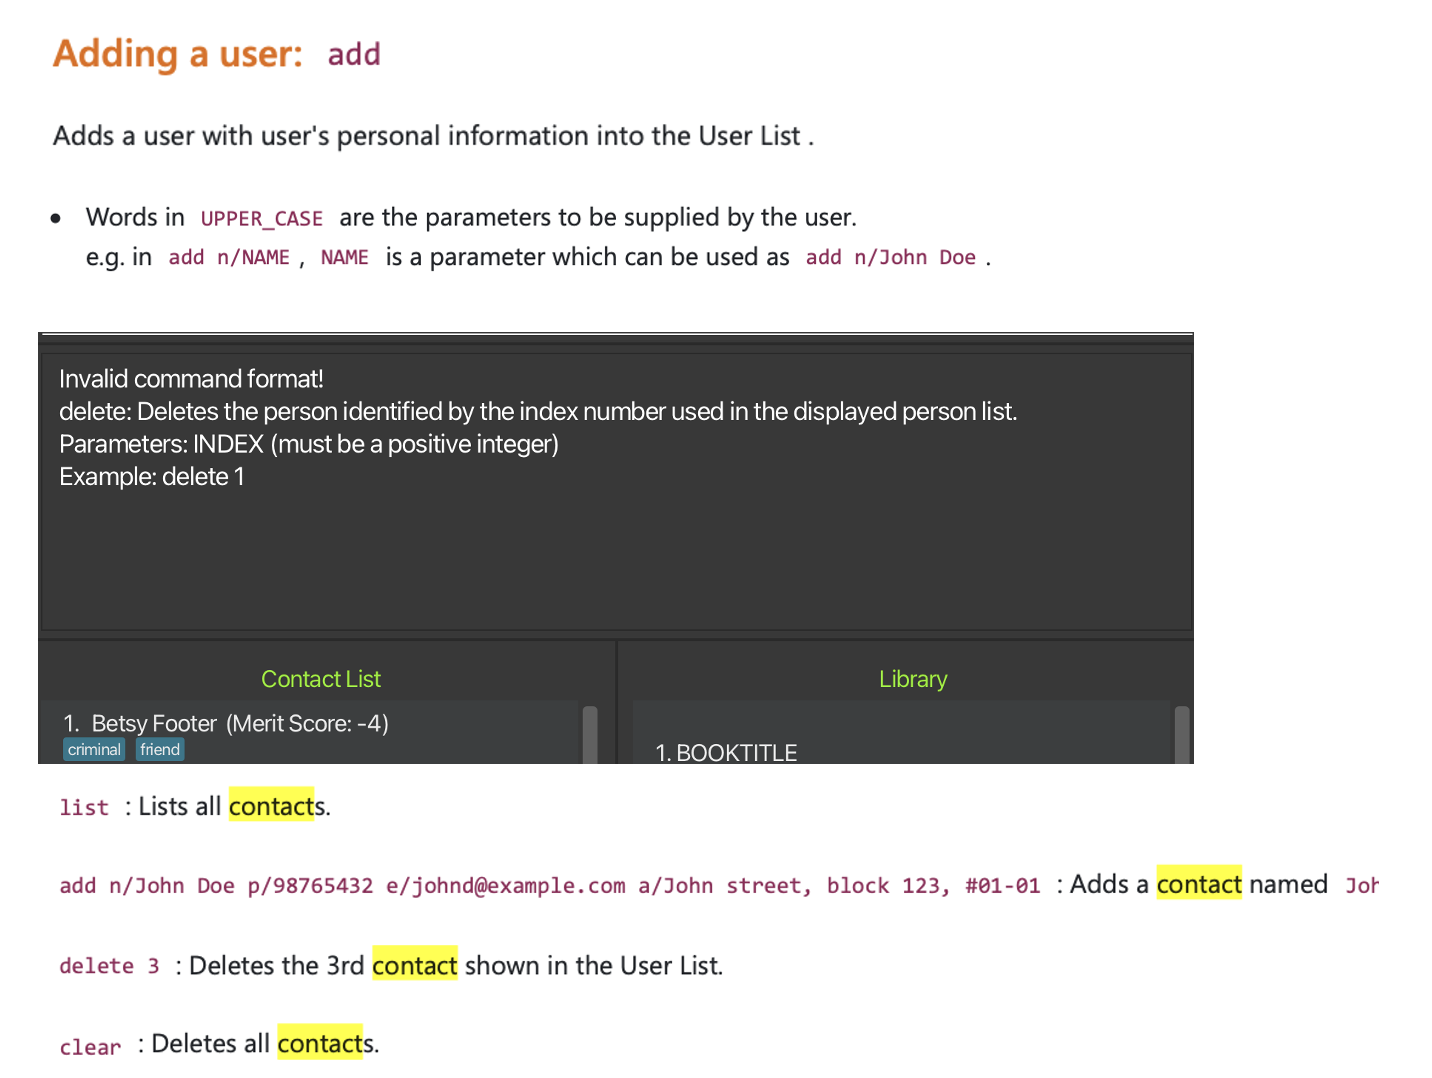 Adding a user: add
Adds a user with user's personal information into the User List .
• Words in UPPER_CASE are the parameters to be supplied by the user.
e.g. in add n/NAME , NAME is a parameter which can be used as add n/John Doe .
Invalid command format!
delete: Deletes the person identified by the index number used in the displayed person list.
Parameters: INDEX (must be a positive integer)
Example: delete 1
Contact List
Library
1. Betsy Footer (Merit Score: -4)
criminal friend
1. BOOKTITLE
list : Lists all contacts.
add n/John Doe p/98765432 e/johnd@example.com a/John street, block 123, #01-01 : Adds a contact named Joh
delete 3 : Deletes the 3rd contact shown in the User List.
clear : Deletes all contacts.